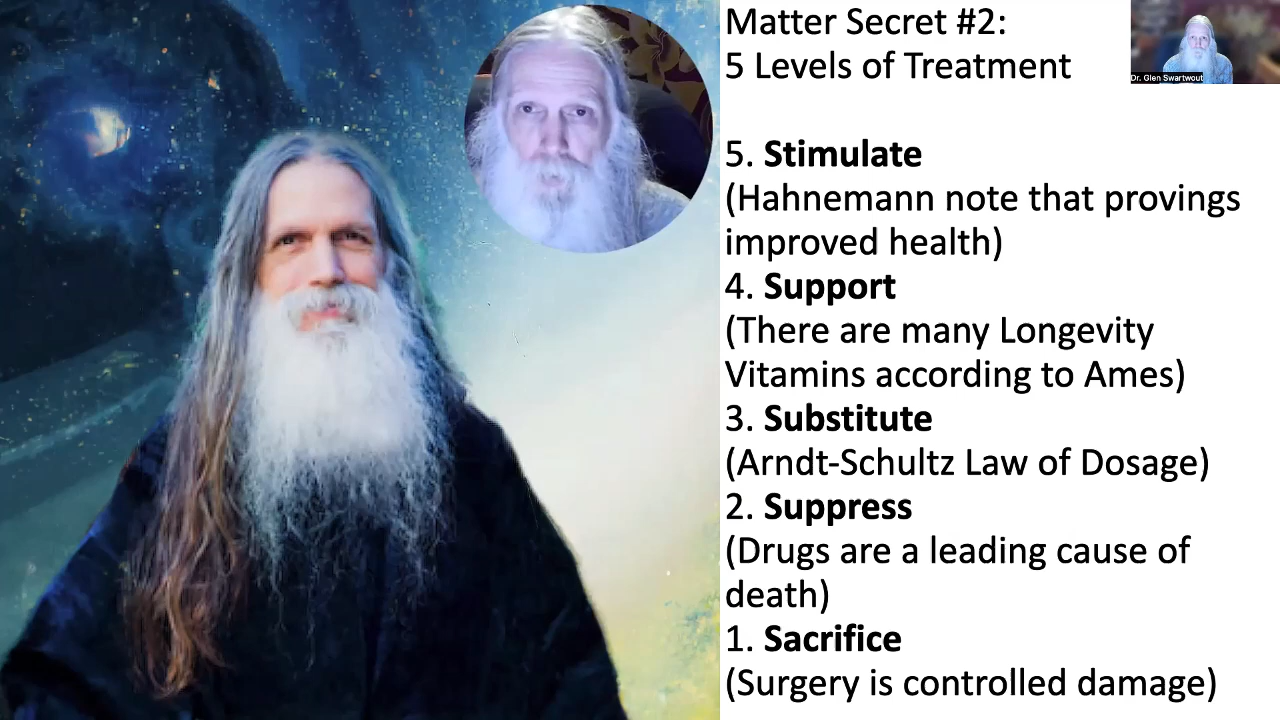 Matter Secret #2:
5 Levels of Treatment
Dr. Glen Swartwout
5. Stimulate
(Hahnemann note that provings
improved health)
4. Support
(There are many Longevity
Vitamins according to Ames)
3. Substitute
(Arndt-Schultz Law of Dosage)
2. Suppress
(Drugs are a leading cause of
death)
1. Sacrifice
(Surgery is controlled damage)